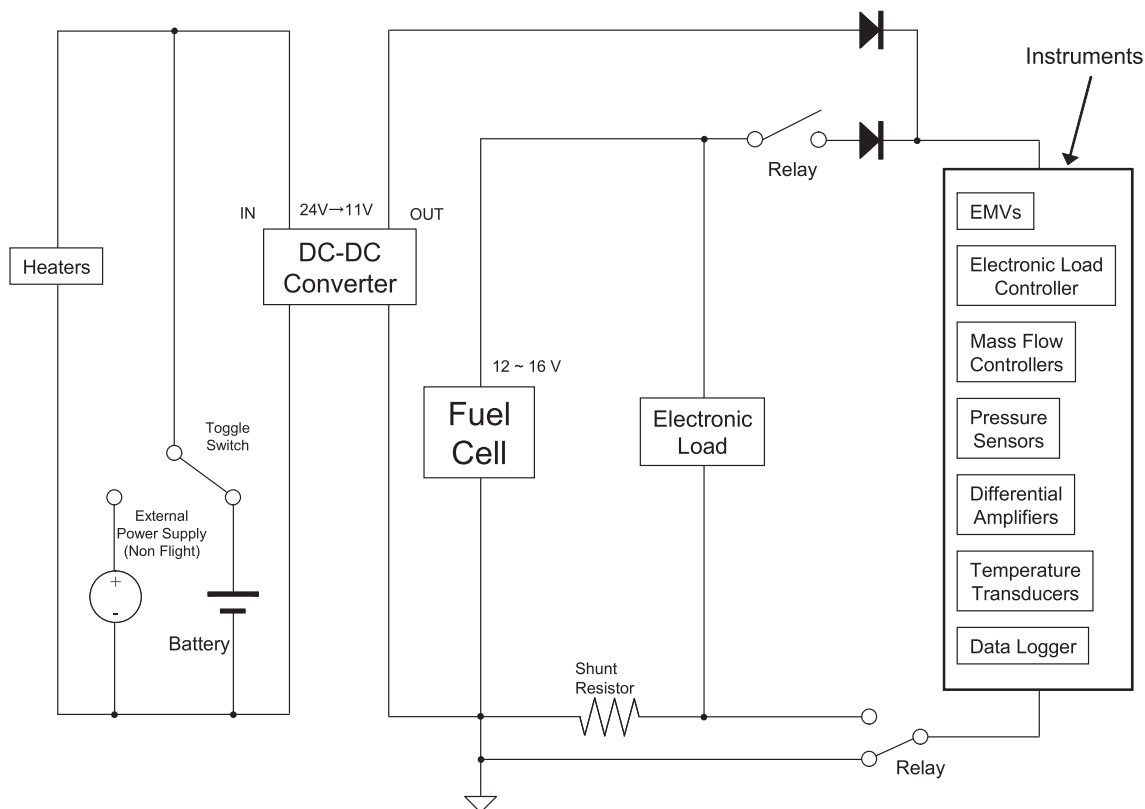 Instruments
Relay
IN
24V→11V
OUT
DC-DC
Converter
Heaters
EMVs
Electronic Load
Controller
Mass Flow
Controllers
12 ~ 16 V
Fuel
Cell
Electronic
Load
Pressure
Sensors
Toggle
Switch
Differential
Amplifiers
External
Power Supply
(Non Flight)
+
-
Temperature
Transducers
Battery
Data Logger
Shunt
Resistor
Relay